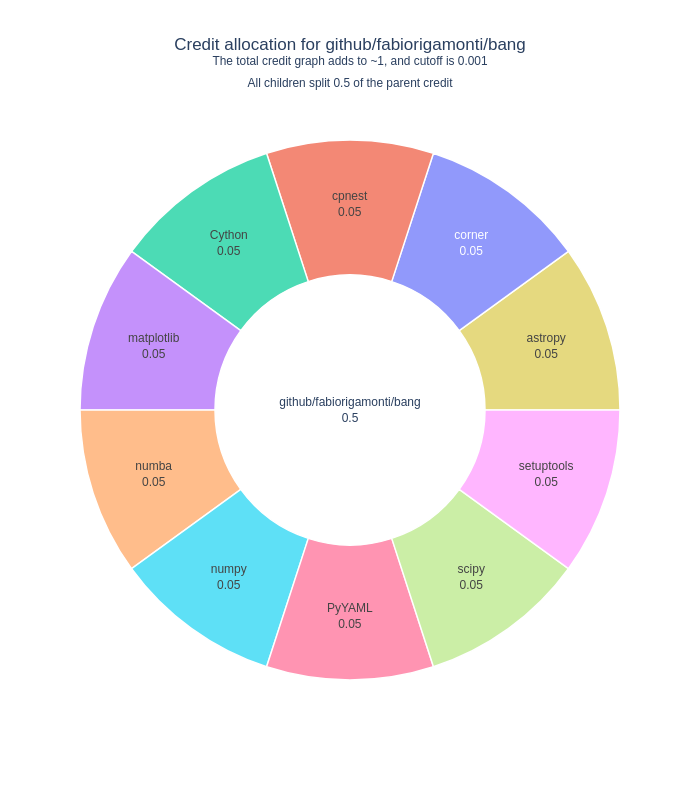 Credit allocation for github/fabiorigamonti/bang
The total credit graph adds to ~1, and cutoff is 0.001
All children split 0.5 of the parent credit
cpnest
0.05
Cython
0.05
corner
0.05
matplotlib
0.05
astropy
0.05
github/fabiorigamonti/bang
0.5
numba
0.05
setuptools
0.05
numpy
0.05
scipy
0.05
PyYAML
0.05